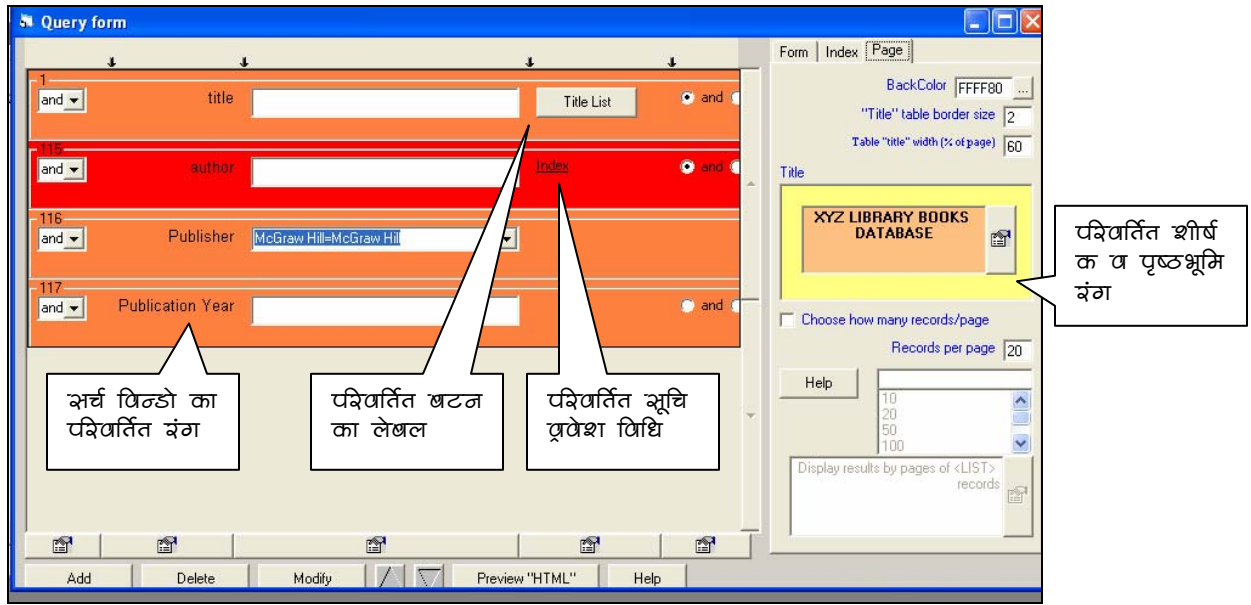 Query form
Form Index Page
1
and title Title List and
115
and author Index and
116
and Publisher McGraw Hill=McGraw Hill
117
and Publication Year and
BackColor FFFF80 ...
"Title" table border size 2
Table "title" width (% of page) 60
Title
XYZ LIBRARY BOOKS
DATABASE
Choose how many records/page
Records per page 20
Help
10
20
50
100
Display results by pages of <LIST>
records
परिवर्तित शीर्ष
क व पृष्ठभूमि
रंग
सर्च विन्डो का
परिवर्तित रंग
परिवर्तित बटन
का लेबल
परिवर्तित सूचि
प्रवेश विधि
Add Delete Modify Preview "HTML" Help